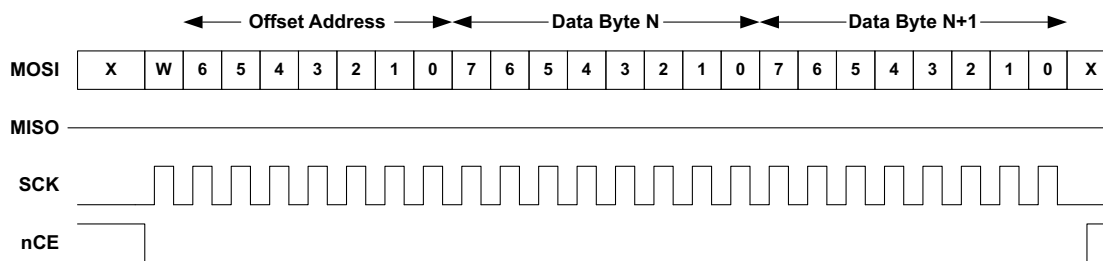 Offset Address Data Byte N Data Byte N+1
MOSI X W 6 5 4 3 2 1 0 7 6 5 4 3 2 1 0 7 6 5 4 3 2 1 0 X
MISO
SCK
nCE